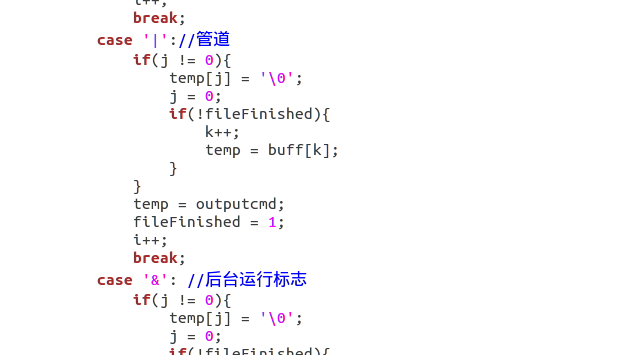 i++;
break;
case '|'://管道
if(j != 0){
temp[j] = '\0';
j = 0;
if(!fileFinished){
k++;
temp = buff[k];
}
}
temp = outputcmd;
fileFinished = 1;
i++;
break;
case '&': //后台运行标志
if(j != 0){
temp[j] = '\0';
j = 0;
if(!fileFinished){